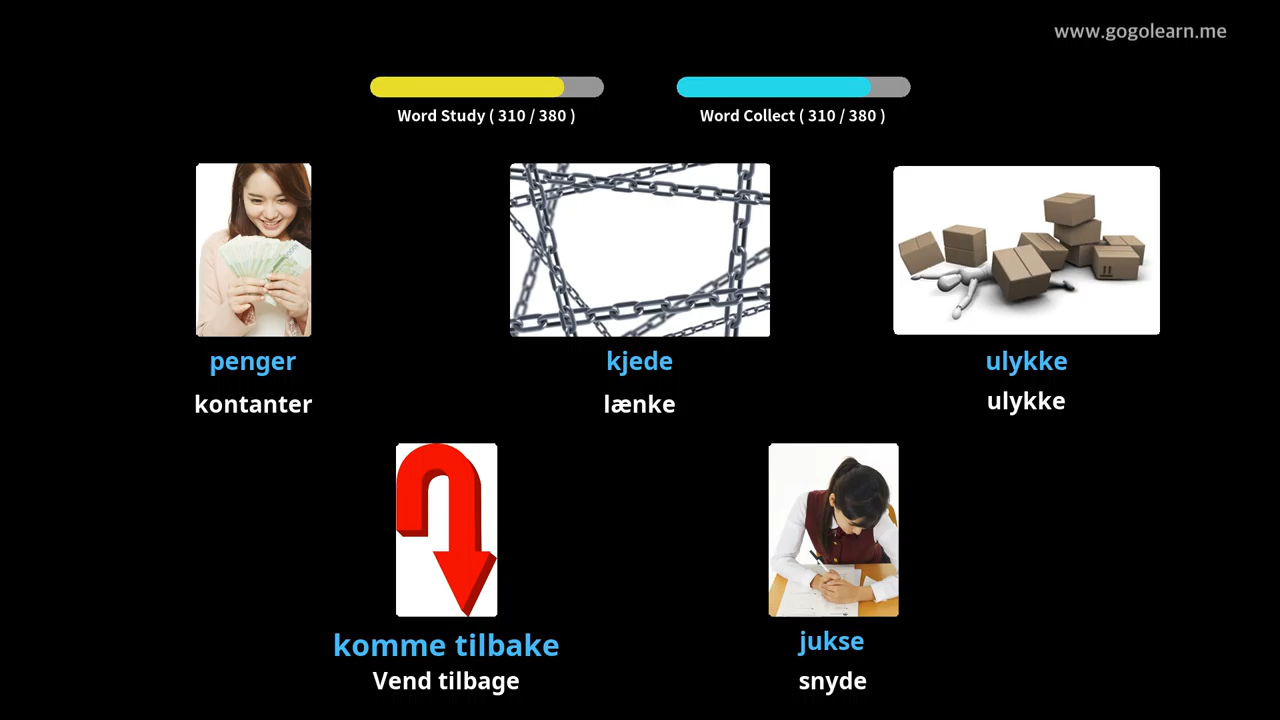 www.gogolearn.me
Word Study ( 310 / 380 )
Word Collect ( 310 / 380 )
penger
kjede
ulykke
kontanter
lænke
ulykke
komme tilbake
jukse
Vend tilbage
snyde